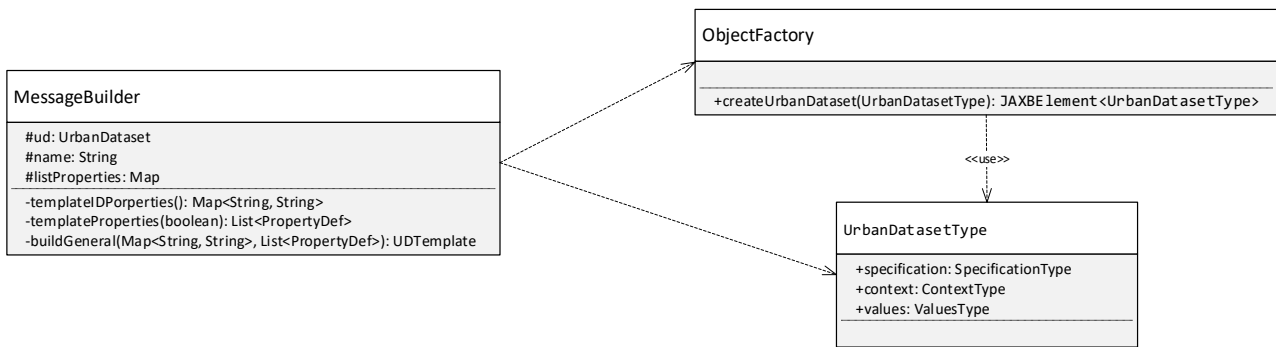 MessageBuilder
#ud: UrbanDataset
#name: String
#listProperties: Map
-templateIDPorperties(): Map<String, String>
-templateProperties(boolean): List<PropertyDef>
-buildGeneral(Map<String, String>, List<PropertyDef>): UDTemplate
ObjectFactory
+createUrbanDataset(UrbanDatasetType): JAXBElement<UrbanDatasetType>
<<use>>
UrbanDatasetType
+specification: SpecificationType
+context: ContextType
+values: ValuesType